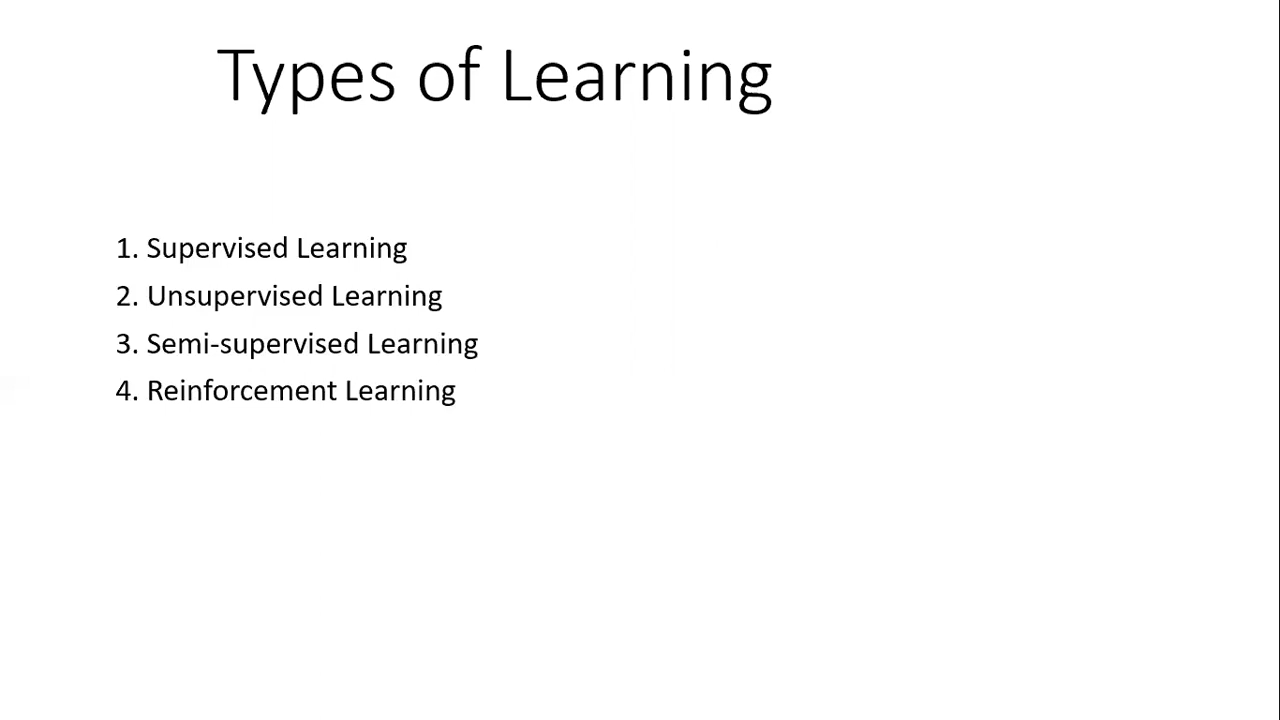 Types of Learning
1. Supervised Learning
2. Unsupervised Learning
3. Semi-supervised Learning
4. Reinforcement Learning